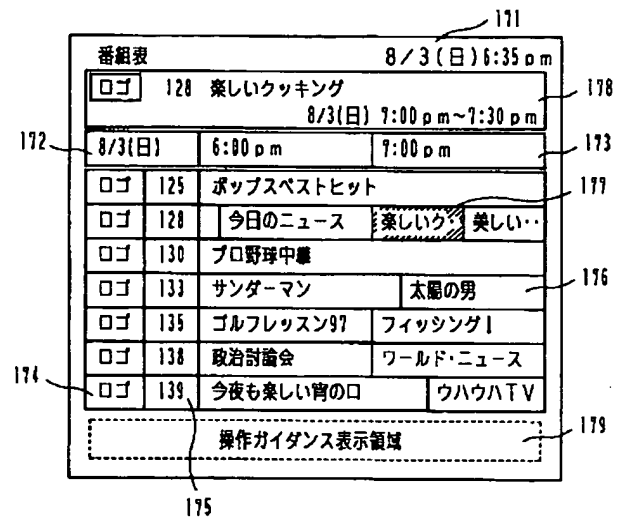 171
番組表 8/3(日)6:35pm
ロゴ 128 楽しいクッキング
8/3(日) 7:00pm~7:30pm
178
172
8/3(日) 6:00pm 7:00pm
173
ロゴ 125 ポップスベストヒット
177
ロゴ 128 今日のニュース 楽しいク・ 美しい・・
ロゴ 130 プロ野球中継
ロゴ 133 サンダーマン 太陽の男
176
ロゴ 135 ゴルフレッスン97 フィッシング!
ロゴ 138 政治討論会 ワールド・ニュース
174
ロゴ 139 今夜も楽しい宵の口 ウハウハTV
操作ガイダンス表示領域
179
175